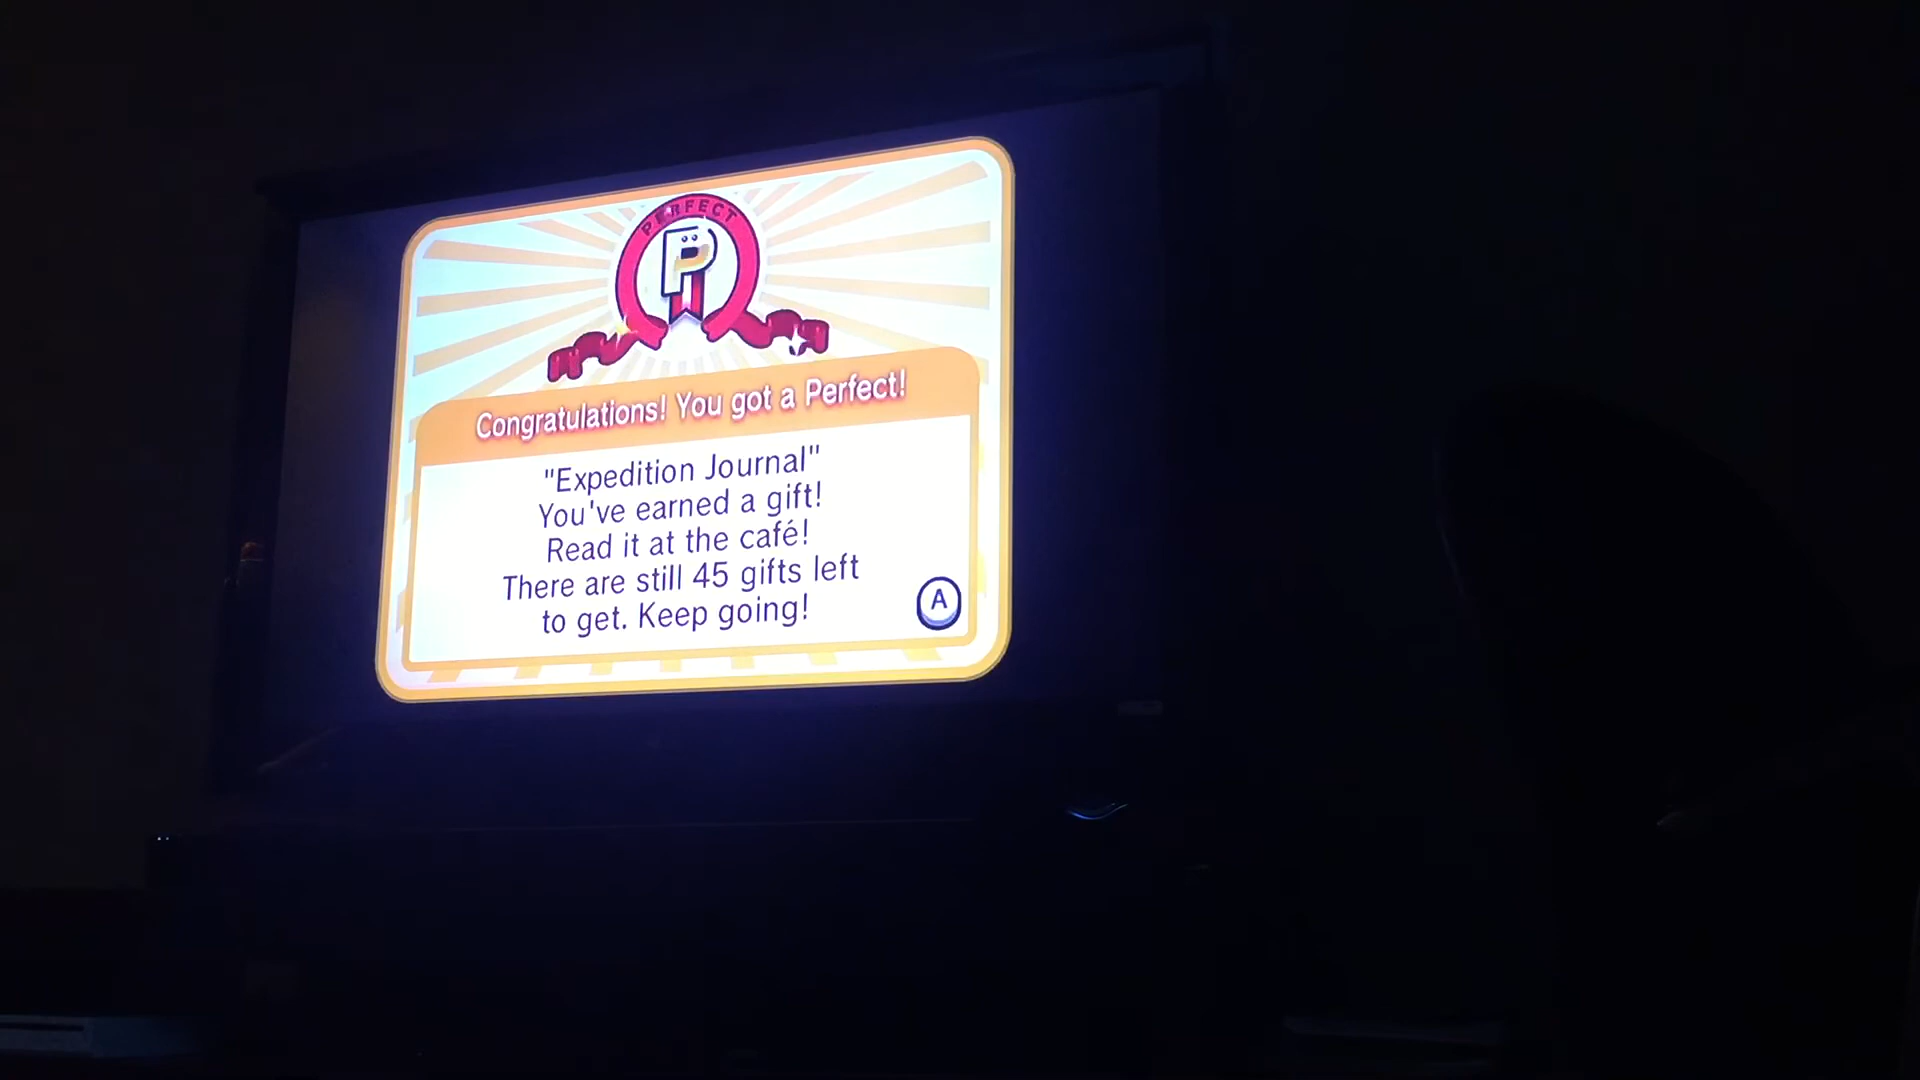 PERFECT
P
Congratulations! You got a Perfect!
"Expedition Journal"
You've earned a gift!
Read it at the café!
There are still 45 gifts left
to get. Keep going!
A